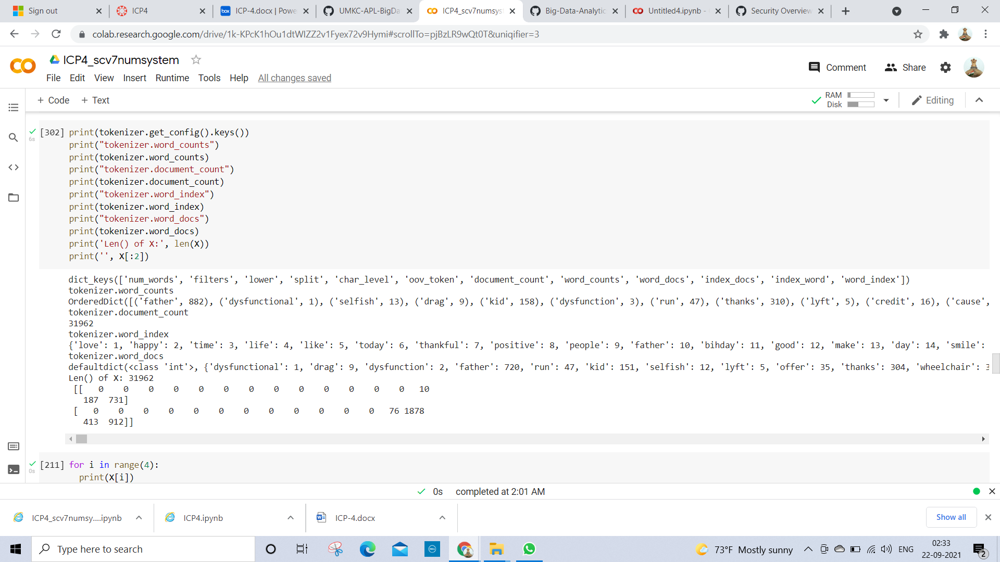 Sign out
ICP4
ICP-4.docx | Powe
UMKC-APL-BigDa
ICP4_scv7numsyst
Big-Data-Analytic
Untitled4.ipynb -
Security Overview
colab.research.google.com/drive/1k-KPcK1hOu1dtWIZZ2v1Fyex72v9Hymi#scrollTo=pjBzLR9wQt0T&uniqifier=3
ICP4_scv7numsystem
File Edit View Insert Runtime Tools Help All changes saved
Comment
Share
+ Code + Text
RAM
Disk
Editing
[302] print(tokenizer.get_config().keys())
6s
print("tokenizer.word_counts")
print(tokenizer.word_counts)
print("tokenizer.document_count")
print(tokenizer.document_count)
print("tokenizer.word_index")
print(tokenizer.word_index)
print("tokenizer.word_docs")
print(tokenizer.word_docs)
print('Len() of X:', len(X))
print('', X[:2])
dict_keys(['num_words', 'filters', 'lower', 'split', 'char_level', 'oov_token', 'document_count', 'word_counts', 'word_docs', 'index_docs', 'index_word', 'word_index'])
tokenizer.word_counts
OrderedDict([('father', 882), ('dysfunctional', 1), ('selfish', 13), ('drag', 9), ('kid', 158), ('dysfunction', 3), ('run', 47), ('thanks', 310), ('lyft', 5), ('credit', 16), ('cause',
tokenizer.document_count
31962
tokenizer.word_index
{'love': 1, 'happy': 2, 'time': 3, 'life': 4, 'like': 5, 'today': 6, 'thankful': 7, 'positive': 8, 'people': 9, 'father': 10, 'bihday': 11, 'good': 12, 'make': 13, 'day': 14, 'smile':
tokenizer.word_docs
defaultdict(<class 'int'>, {'dysfunctional': 1, 'drag': 9, 'dysfunction': 2, 'father': 720, 'run': 47, 'kid': 151, 'selfish': 12, 'lyft': 5, 'offer': 35, 'thanks': 304, 'wheelchair': 3
Len() of X: 31962
[[ 0 0 0 0 0 0 0 0 0 0 0 0 0 10
187 731]
[ 0 0 0 0 0 0 0 0 0 0 0 0 76 1878
413 912]]
[211] for i in range(4):
0s
print(X[i])
0s completed at 2:01 AM
ICP4_scv7numsy....ipynb
ICP4.ipynb
ICP-4.docx
Show all
Type here to search
73°F Mostly sunny
ENG
02:33
22-09-2021
2